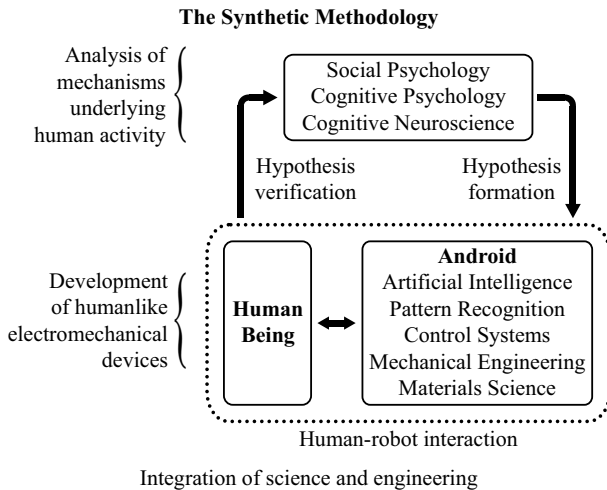 The Synthetic Methodology
Analysis of
mechanisms
underlying
human activity
Social Psychology
Cognitive Psychology
Cognitive Neuroscience
Hypothesis
verification
Hypothesis
formation
Development
of humanlike
electromechanical
devices
Human
Being
Android
Artificial Intelligence
Pattern Recognition
Control Systems
Mechanical Engineering
Materials Science
Human-robot interaction
Integration of science and engineering